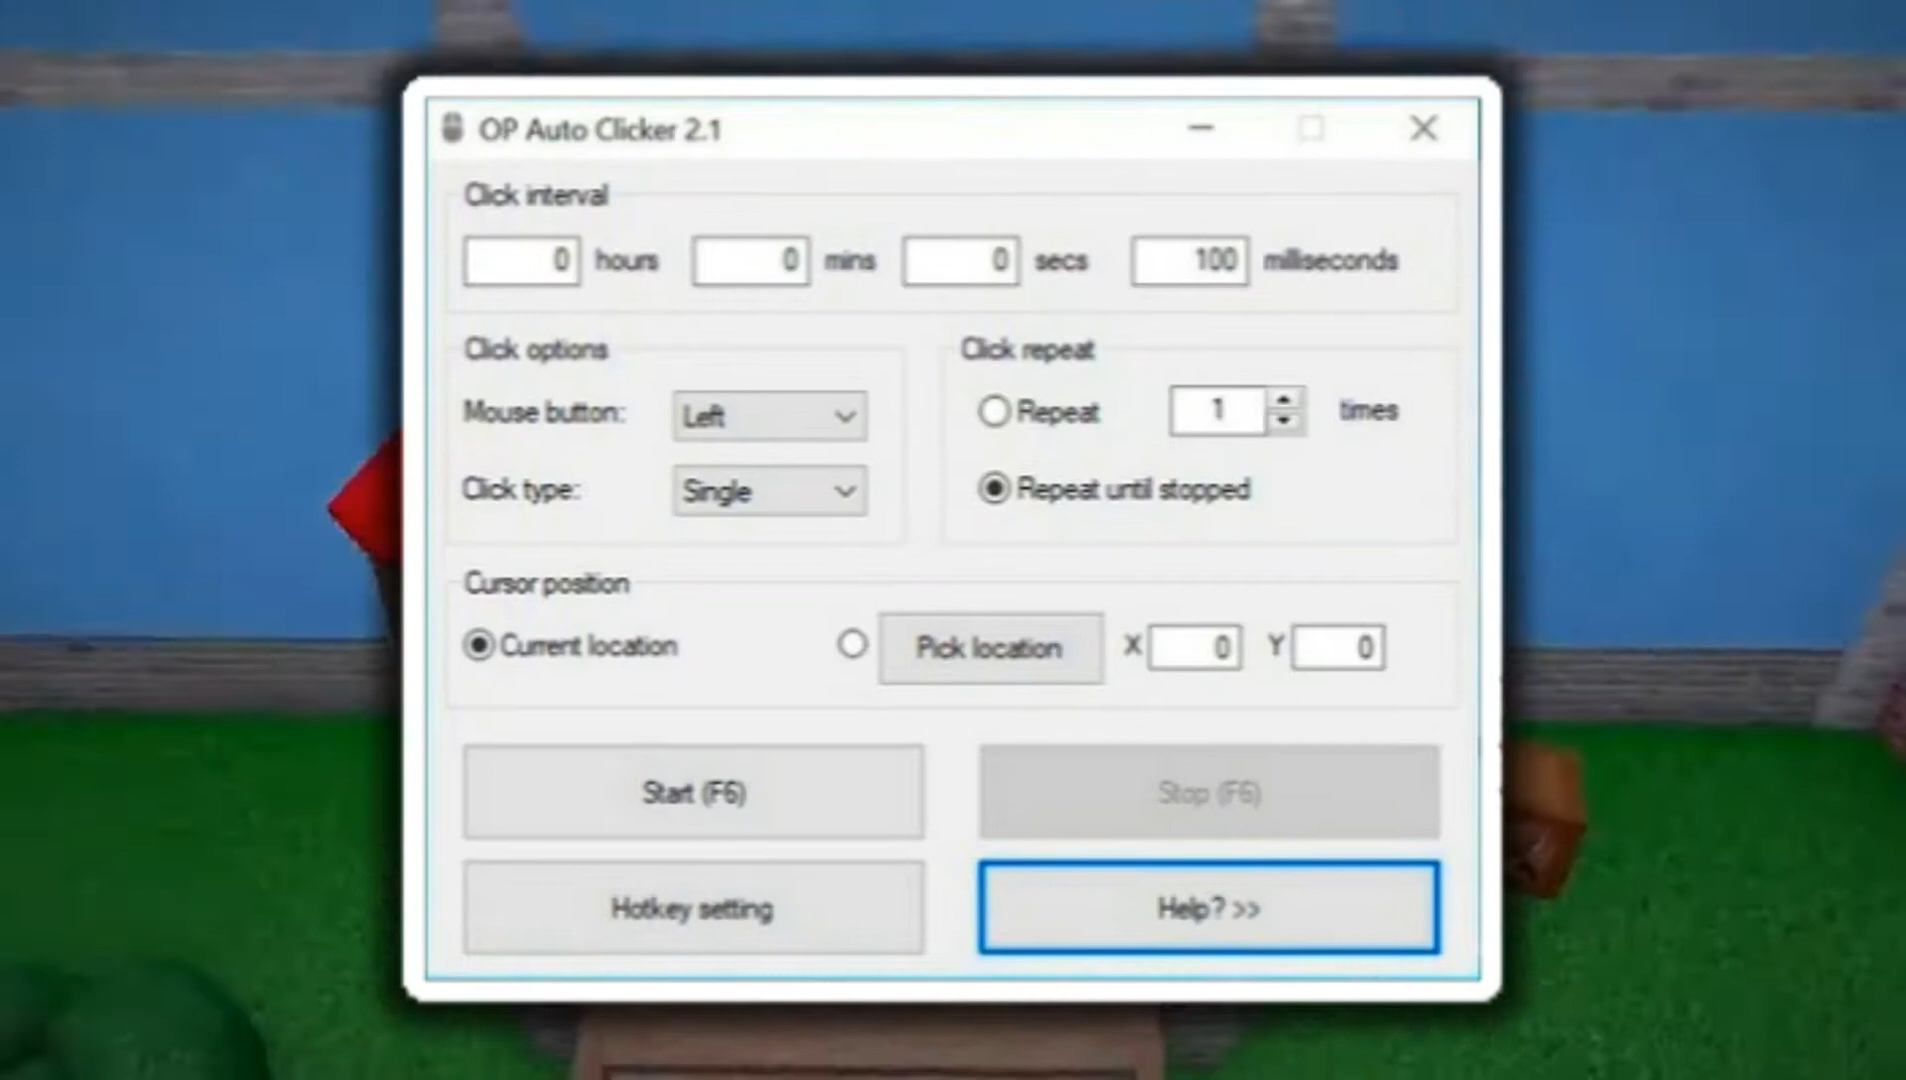 OP Auto Clicker 2.1
Click interval
0 hours 0 mins 0 secs 100 milliseconds
Click options
Mouse button: Left
Click type: Single
Click repeat
Repeat 1 times
Repeat until stopped
Cursor position
Current location Pick location X 0 Y 0
Start (F6) Stop (F6)
Hotkey setting Help? >>